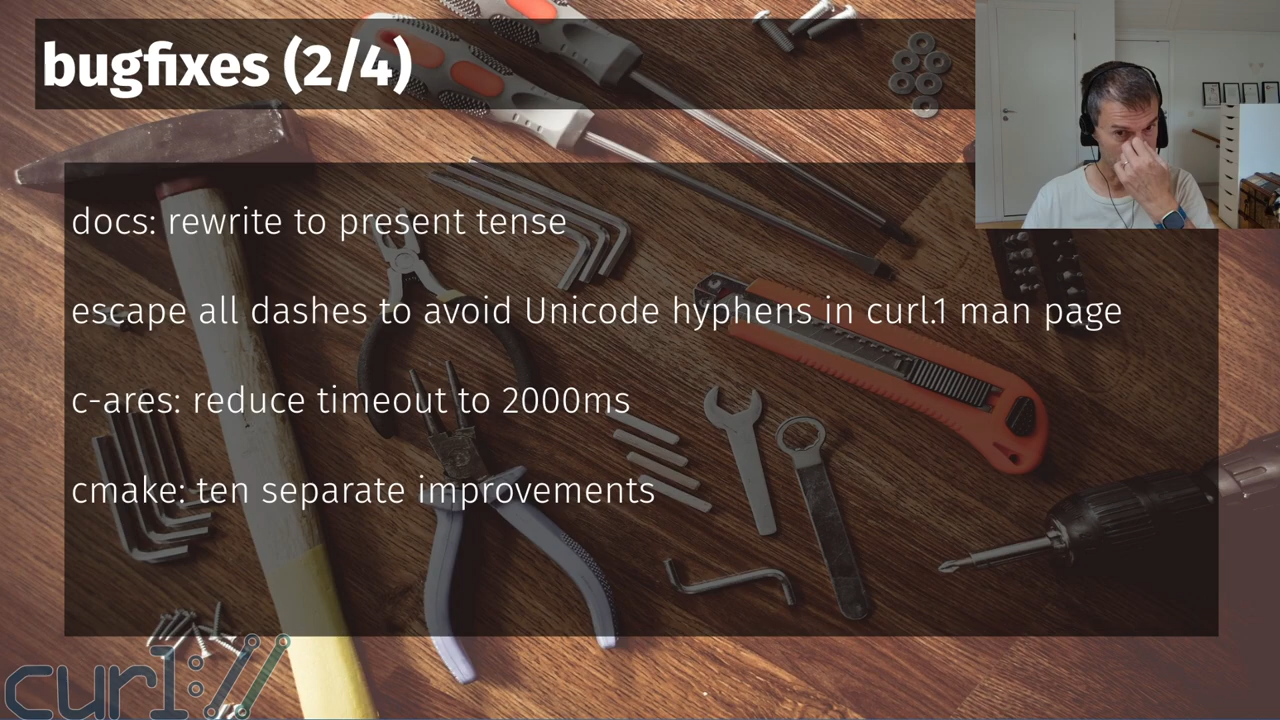 bugfixes (2/4)
docs: rewrite to present tense
escape all dashes to avoid Unicode hyphens in curl.1 man page
c-ares: reduce timeout to 2000ms
cmake: ten separate improvements
curl://